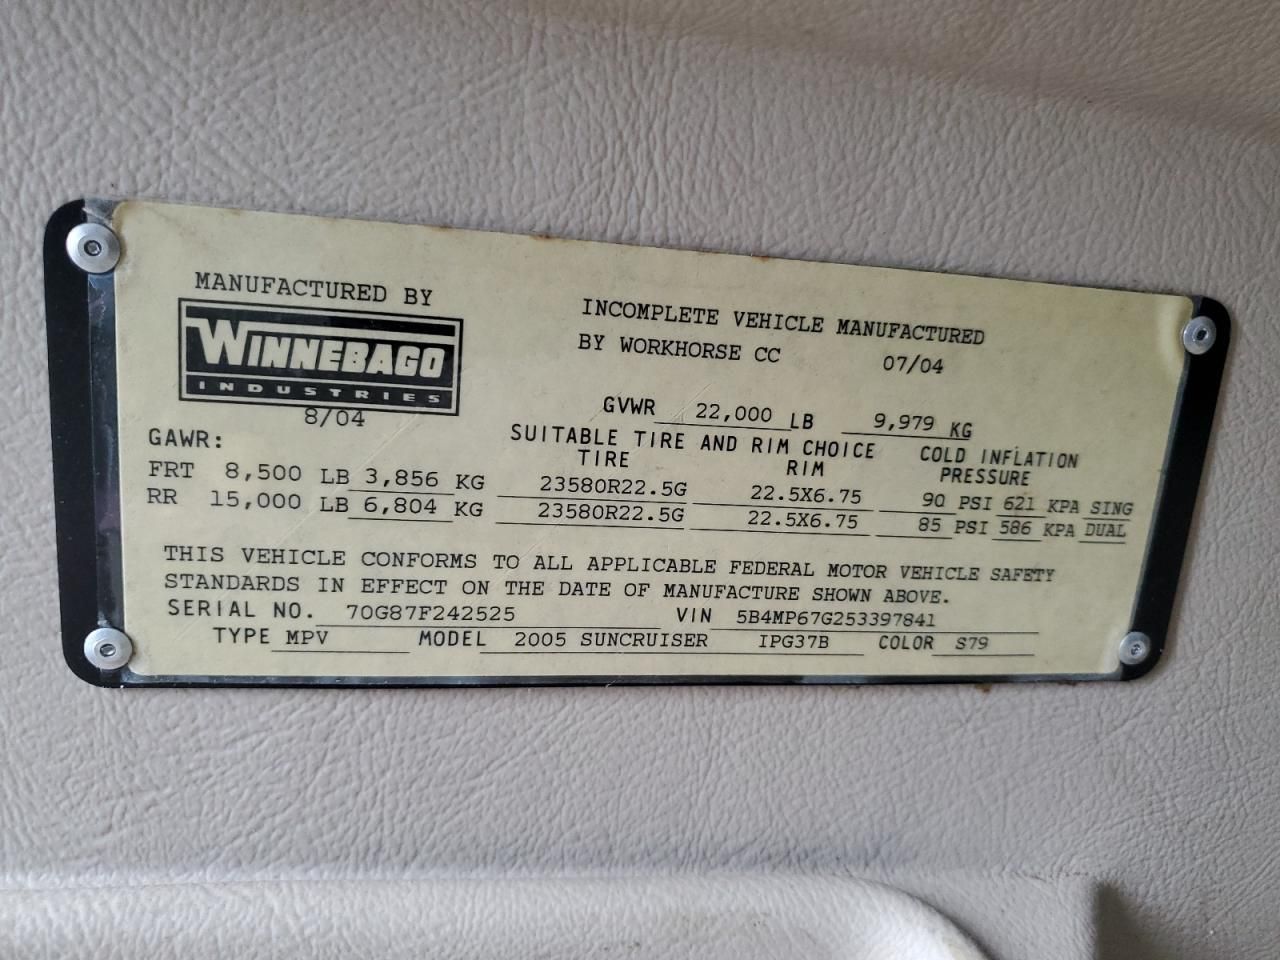 MANUFACTURED BY
WINNEBAGO
INDUSTRIES
8/04
INCOMPLETE VEHICLE MANUFACTURED
BY WORKHORSE CC 07/04
GVWR 22,000 LB 9,979 KG
GAWR: SUITABLE TIRE AND RIM CHOICE COLD INFLATION
TIRE RIM PRESSURE
FRT 8,500 LB 3,856 KG 23580R22.5G 22.5X6.75 90 PSI 621 KPA SING
RR 15,000 LB 6,804 KG 23580R22.5G 22.5X6.75 85 PSI 586 KPA DUAL
THIS VEHICLE CONFORMS TO ALL APPLICABLE FEDERAL MOTOR VEHICLE SAFETY
STANDARDS IN EFFECT ON THE DATE OF MANUFACTURE SHOWN ABOVE.
SERIAL NO. 70G87F242525 VIN 5B4MP67G253397841
TYPE MPV MODEL 2005 SUNCRUISER IPG37B COLOR S79